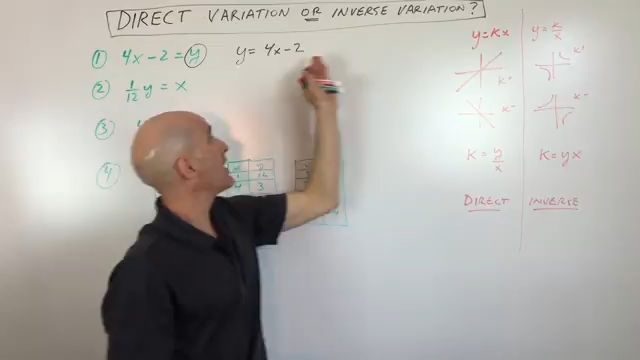 DIRECT VARIATION OR INVERSE VARIATION?
① 4x-2=y
y=4x-2
② 1/12 y = x
③
④
y=kx
y=k/x
K+
K+
K-
K-
K=y/x
K=yx
DIRECT
INVERSE